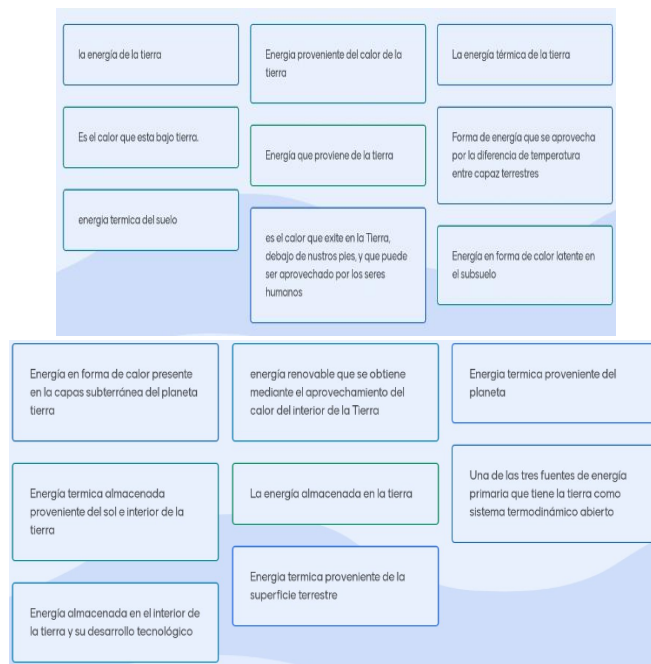 la energía de la tierra
Es el calor que esta bajo tierra.
energia termica del suelo
Energia proveniente del calor de la
tierra
Energía que proviene de la tierra
es el calor que exite en la Tierra,
debajo de nustros pies, y que puede
ser aprovechado por los seres
humanos
La energía térmica de la tierra
Forma de energía que se aprovecha
por la diferencia de temperatura
entre capaz terrestres
Energía en forma de calor latente en
el subsuelo
Energía en forma de calor presente
en la capas subterránea del planeta
tierra
Energía termica almacenada
proveniente del sol e interior de la
tierra
Energía almacenada en el interior de
la tierra y su desarrollo tecnológico
energía renovable que se obtiene
mediante el aprovechamiento del
calor del interior de la Tierra
La energía almacenada en la tierra
Energia termica proveniente de la
superficie terrestre
Energia termica proveniente del
planeta
Una de las tres fuentes de energía
primaria que tiene la tierra como
sistema termodinámico abierto